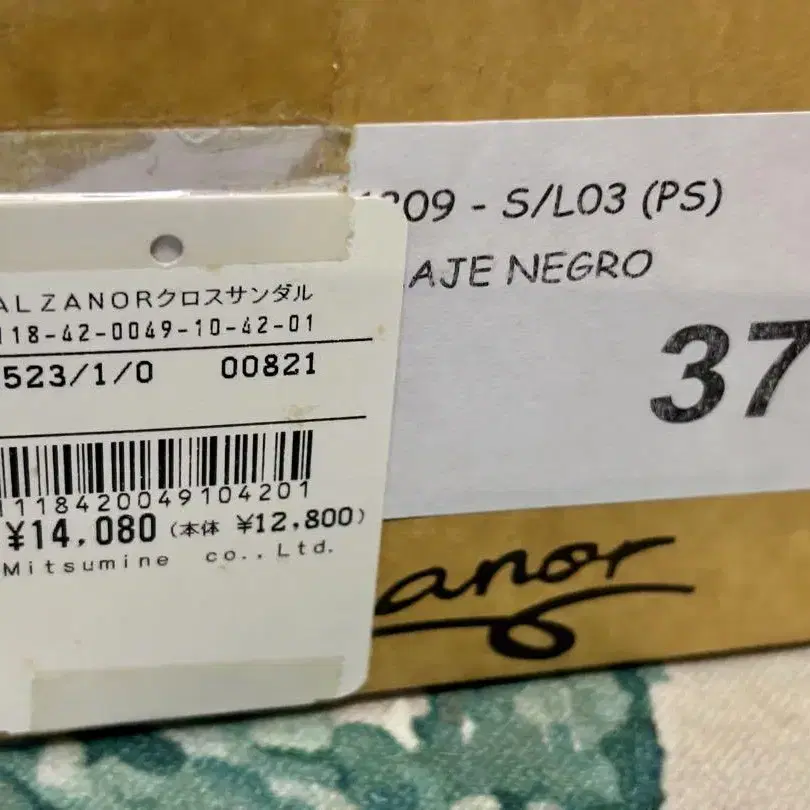 ALZANORクロスサンダル
118-42-0049-10-42-01
523/1/0 00821
1118420049104201
¥14,080 (本体 ¥12,800)
Mitsumine co., Ltd.
09 - S/L03 (PS)
AJE NEGRO
37
anor